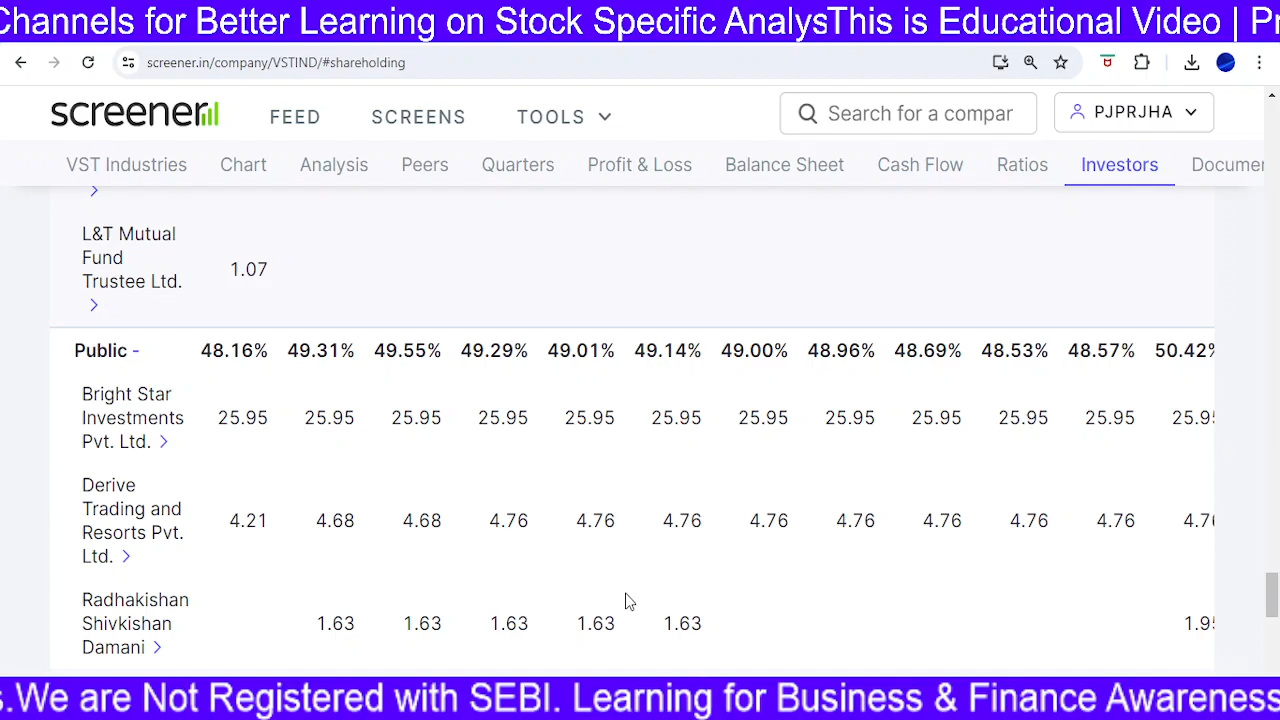 Channels for Better Learning on Stock Specific AnalysThis is Educational Video | Pr
screener.in/company/VSTIND/#shareholding
screener FEED SCREENS TOOLS Search for a compar PJPRJHA
VST Industries Chart Analysis Peers Quarters Profit & Loss Balance Sheet Cash Flow Ratios Investors Documen
L&T Mutual
Fund
Trustee Ltd. 1.07
Public - 48.16% 49.31% 49.55% 49.29% 49.01% 49.14% 49.00% 48.96% 48.69% 48.53% 48.57% 50.42%
Bright Star
Investments 25.95 25.95 25.95 25.95 25.95 25.95 25.95 25.95 25.95 25.95 25.95 25.95
Pvt. Ltd.
Derive
Trading and
Resorts Pvt. 4.21 4.68 4.68 4.76 4.76 4.76 4.76 4.76 4.76 4.76 4.76 4.76
Ltd.
Radhakishan
Shivkishan 1.63 1.63 1.63 1.63 1.63 1.95
Damani
s.We are Not Registered with SEBI. Learning for Business & Finance Awareness